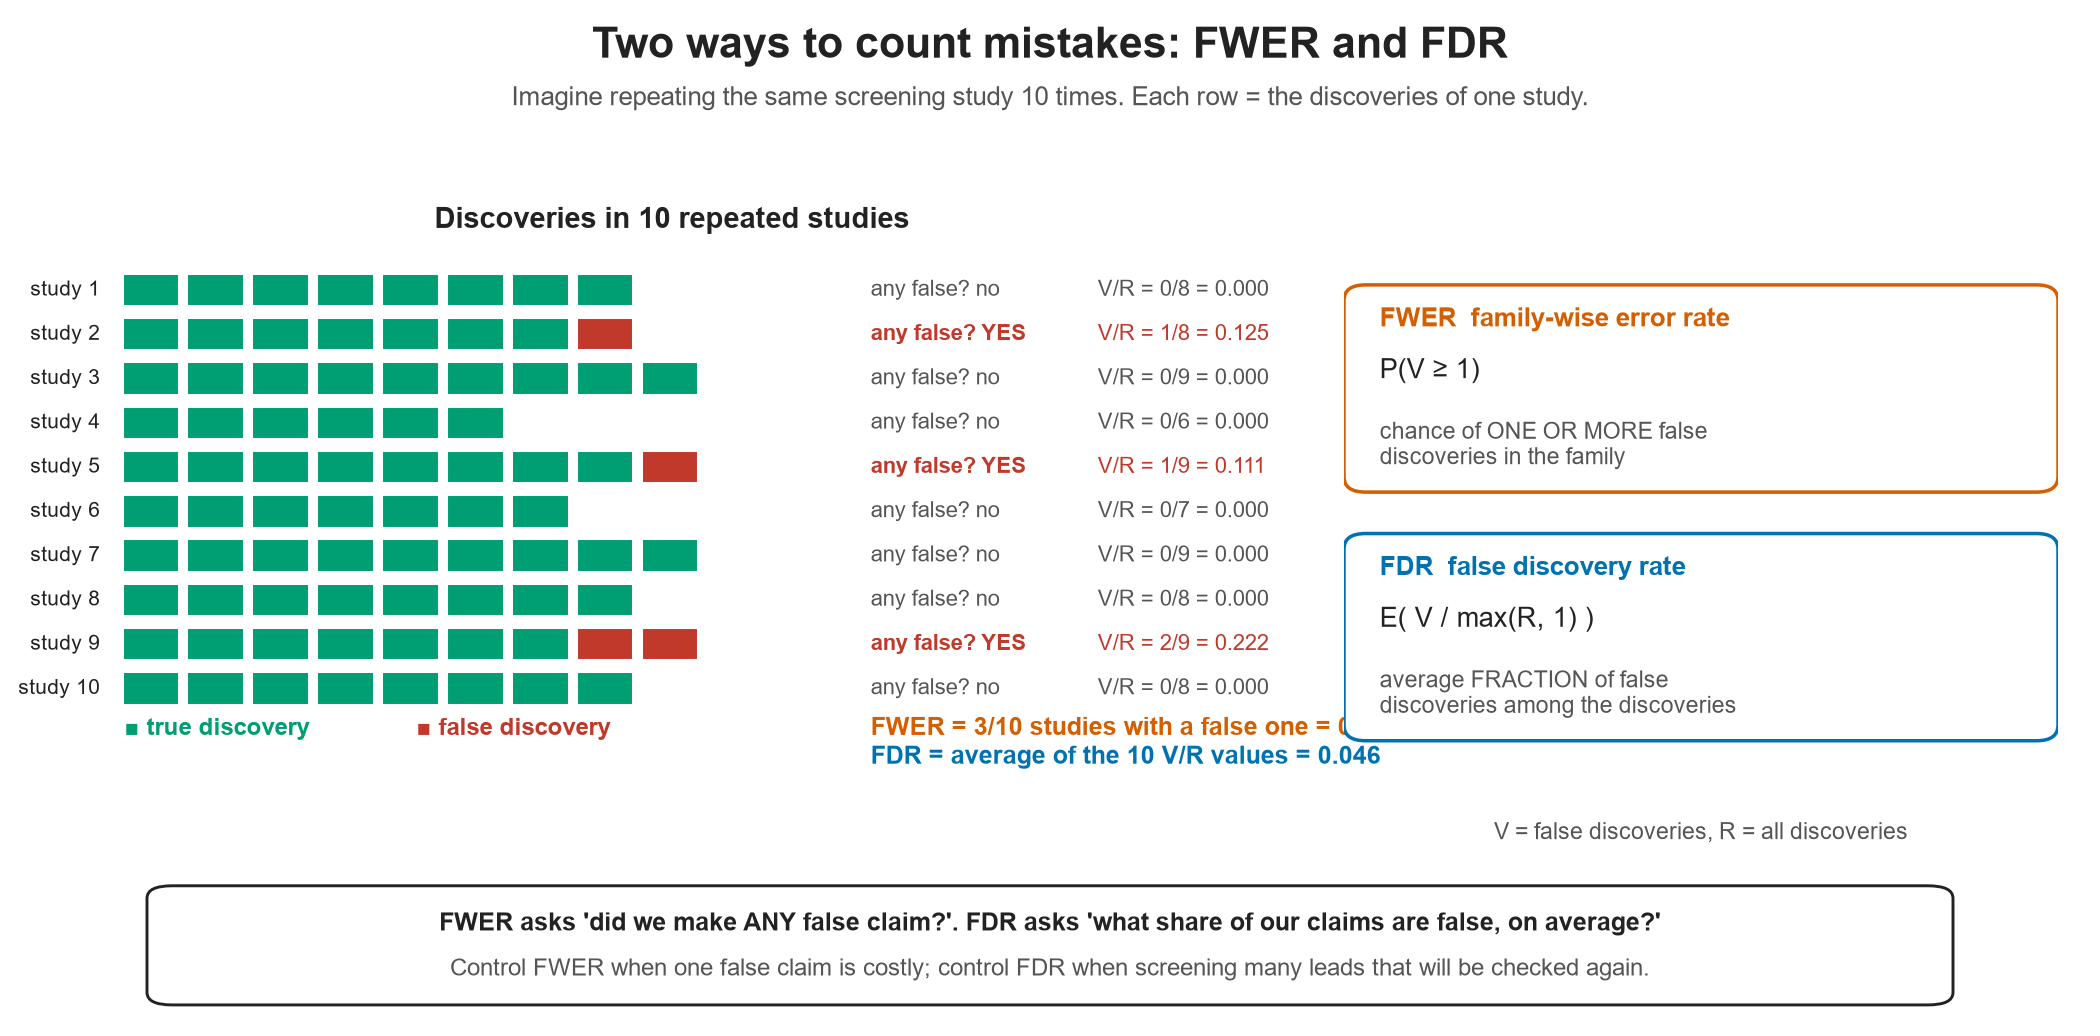 Two ways to count mistakes: FWER and FDR
Imagine repeating the same screening study 10 times. Each row = the discoveries of one study.
Discoveries in 10 repeated studies
study 1 any false? no V/R = 0/8 = 0.000
study 2 any false? YES V/R = 1/8 = 0.125
study 3 any false? no V/R = 0/9 = 0.000
study 4 any false? no V/R = 0/6 = 0.000
study 5 any false? YES V/R = 1/9 = 0.111
study 6 any false? no V/R = 0/7 = 0.000
study 7 any false? no V/R = 0/9 = 0.000
study 8 any false? no V/R = 0/8 = 0.000
study 9 any false? YES V/R = 2/9 = 0.222
study 10 any false? no V/R = 0/8 = 0.000
■ true discovery ■ false discovery
FWER = 3/10 studies with a false one =
FDR = average of the 10 V/R values = 0.046
FWER family-wise error rate
P(V ≥ 1)
chance of ONE OR MORE false
discoveries in the family
FDR false discovery rate
E( V / max(R, 1) )
average FRACTION of false
discoveries among the discoveries
V = false discoveries, R = all discoveries
FWER asks 'did we make ANY false claim?'. FDR asks 'what share of our claims are false, on average?'
Control FWER when one false claim is costly; control FDR when screening many leads that will be checked again.